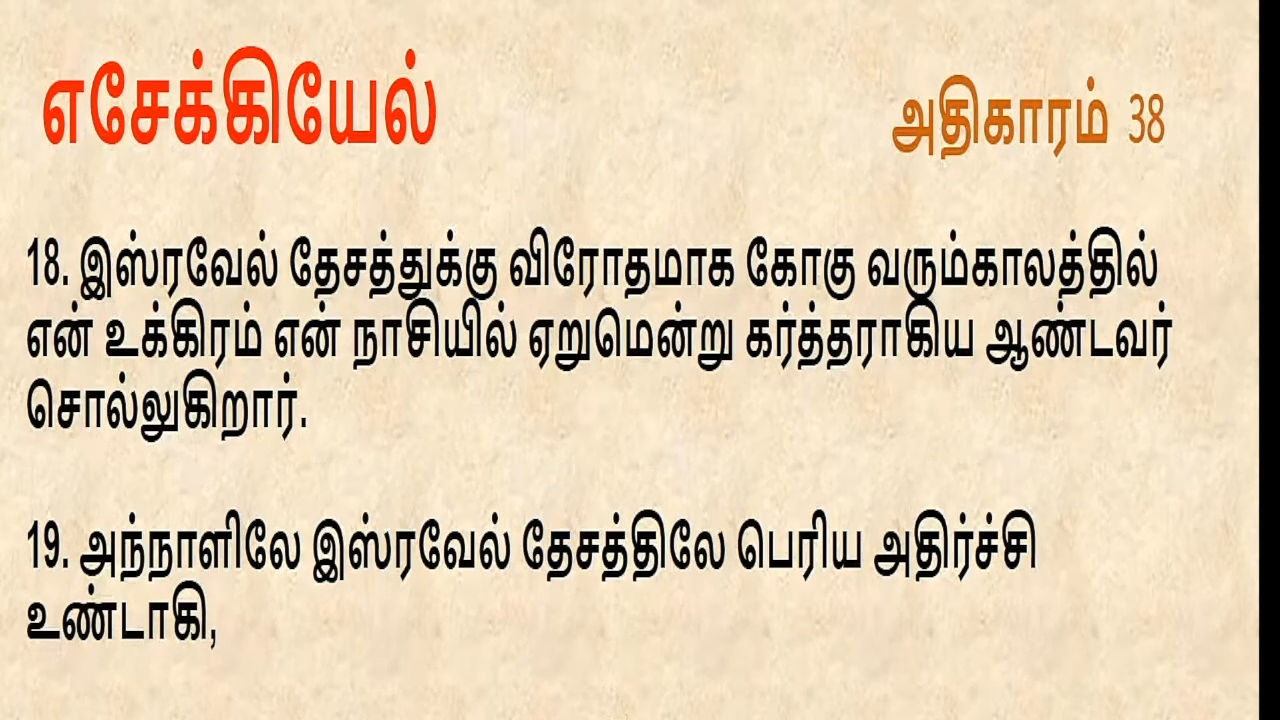 எசேக்கியேல்
அதிகாரம் 38
18. இஸ்ரவேல் தேசத்துக்கு விரோதமாக கோகு வரும்காலத்தில்
என் உக்கிரம் என் நாசியில் ஏறுமென்று கர்த்தராகிய ஆண்டவர்
சொல்லுகிறார்.
19. அந்நாளிலே இஸ்ரவேல் தேசத்திலே பெரிய அதிர்ச்சி
உண்டாகி,